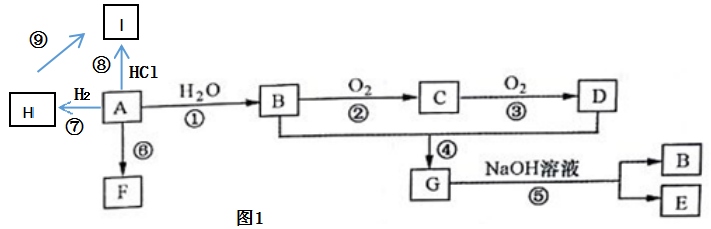 I
⑨
⑧ HCl
H H₂ A H₂O B O₂ C O₂ D
⑦ ① ② ③
⑥ ④
F G NaOH溶液 B
⑤ E
图1